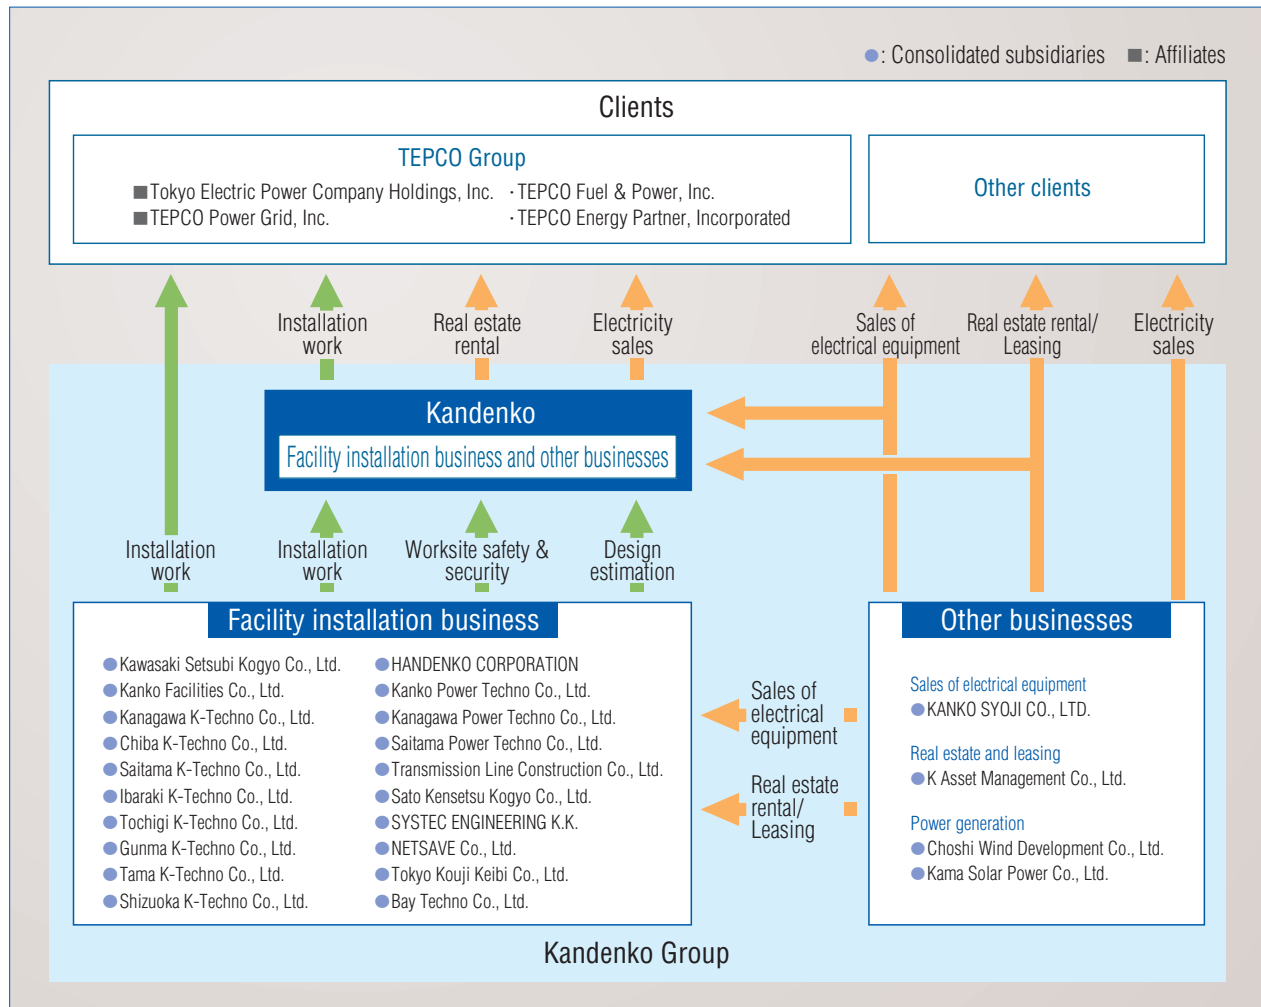 ●: Consolidated subsidiaries ■: Affiliates
Clients
TEPCO Group
■Tokyo Electric Power Company Holdings, Inc.
■TEPCO Power Grid, Inc.
・TEPCO Fuel & Power, Inc.
・TEPCO Energy Partner, Incorporated
Other clients
Installation
work
Real estate
rental
Electricity
sales
Sales of
electrical equipment
Real estate rental/
Leasing
Electricity
sales
Kandenko
Facility installation business and other businesses
Installation
work
Installation
work
Worksite safety &
security
Design
estimation
Facility installation business
●Kawasaki Setsubi Kogyo Co., Ltd.
●Kanko Facilities Co., Ltd.
●Kanagawa K-Techno Co., Ltd.
●Chiba K-Techno Co., Ltd.
●Saitama K-Techno Co., Ltd.
●Ibaraki K-Techno Co., Ltd.
●Tochigi K-Techno Co., Ltd.
●Gunma K-Techno Co., Ltd.
●Tama K-Techno Co., Ltd.
●Shizuoka K-Techno Co., Ltd.
●HANDENKO CORPORATION
●Kanko Power Techno Co., Ltd.
●Kanagawa Power Techno Co., Ltd.
●Saitama Power Techno Co., Ltd.
●Transmission Line Construction Co., Ltd.
●Sato Kensetsu Kogyo Co., Ltd.
●SYSTEC ENGINEERING K.K.
●NETSAVE Co., Ltd.
●Tokyo Kouji Keibi Co., Ltd.
●Bay Techno Co., Ltd.
Sales of
electrical
equipment
Real estate
rental/
Leasing
Other businesses
Sales of electrical equipment
●KANKO SYOJI CO., LTD.
Real estate and leasing
●K Asset Management Co., Ltd.
Power generation
●Choshi Wind Development Co., Ltd.
●Kama Solar Power Co., Ltd.
Kandenko Group